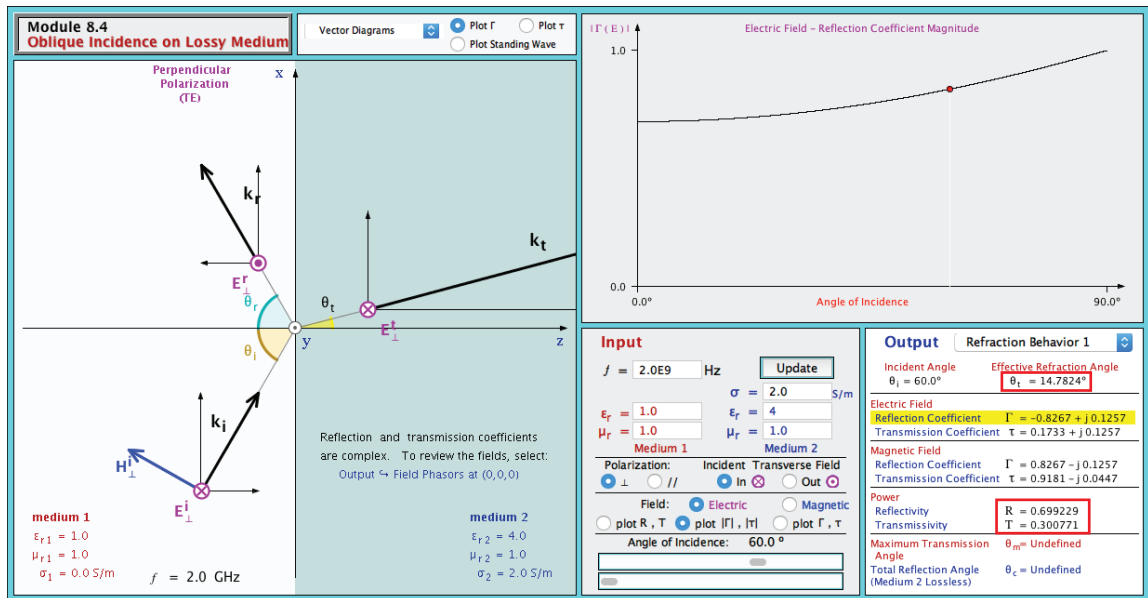 Module 8.4
Oblique Incidence on Lossy Medium
Vector Diagrams
Plot Γ
Plot τ
Plot Standing Wave
Perpendicular
Polarization
(TE)
x
k_r
E^r_⊥
θ_r
θ_i
k_i
H^i_⊥
E^i_⊥
k_t
θ_t
E^t_⊥
y
z
Reflection and transmission coefficients
are complex. To review the fields, select:
Output ↪ Field Phasors at (0,0,0)
medium 1
ε_r1 = 1.0
μ_r1 = 1.0
σ_1 = 0.0 S/m
f = 2.0 GHz
medium 2
ε_r2 = 4.0
μ_r2 = 1.0
σ_2 = 2.0 S/m
|Γ(E)|
Electric Field – Reflection Coefficient Magnitude
1.0
0.0
0.0°
Angle of Incidence
90.0°
Input
f = 2.0E9 Hz
Update
σ = 2.0 S/m
ε_r = 1.0
ε_r = 4
μ_r = 1.0
μ_r = 1.0
Medium 1
Medium 2
Polarization:
Incident Transverse Field
⊥
//
In ⊗
Out ⊙
Field:
Electric
Magnetic
plot R , T
plot |Γ| , |τ|
plot Γ , τ
Angle of Incidence: 60.0 °
Output
Refraction Behavior 1
Incident Angle
Effective Refraction Angle
θ_i = 60.0°
θ_t = 14.7824°
Electric Field
Reflection Coefficient Γ = -0.8267 + j 0.1257
Transmission Coefficient τ = 0.1733 + j 0.1257
Magnetic Field
Reflection Coefficient Γ = 0.8267 – j 0.1257
Transmission Coefficient τ = 0.9181 – j 0.0447
Power
Reflectivity R = 0.699229
Transmissivity T = 0.300771
Maximum Transmission θ_m= Undefined
Angle
Total Reflection Angle θ_c = Undefined
(Medium 2 Lossless)